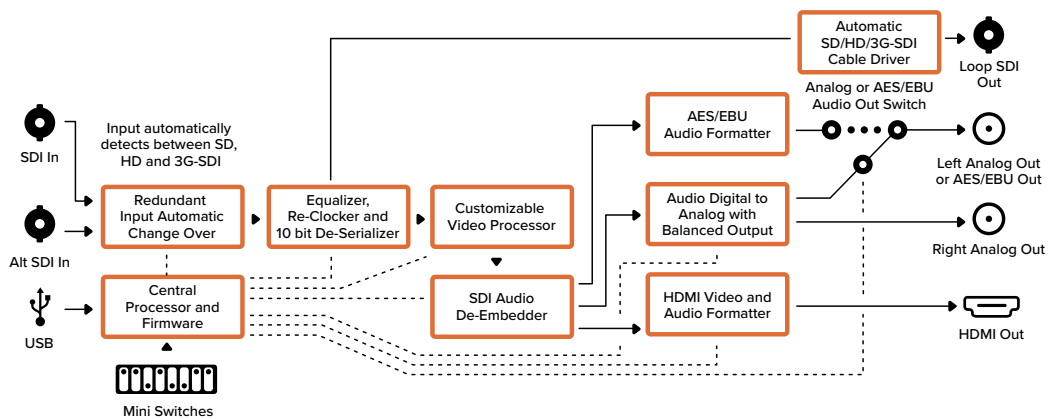 Automatic
SD/HD/3G-SDI
Cable Driver
Loop SDI
Out
Analog or AES/EBU
Audio Out Switch
SDI In
Input automatically
detects between SD,
HD and 3G-SDI
AES/EBU
Audio Formatter
Left Analog Out
or AES/EBU Out
Alt SDI In
Redundant
Input Automatic
Change Over
Equalizer,
Re-Clocker and
10 bit De-Serializer
Customizable
Video Processor
Audio Digital to
Analog with
Balanced Output
Right Analog Out
USB
Central
Processor and
Firmware
SDI Audio
De-Embedder
HDMI Video and
Audio Formatter
HDMI Out
Mini Switches